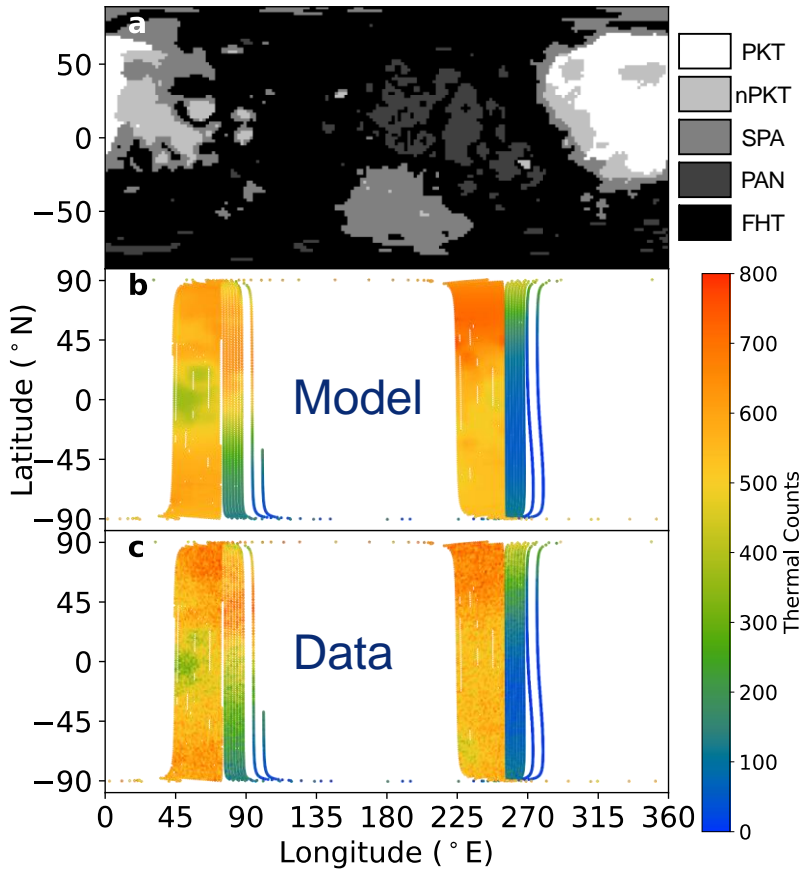 a
50
0
−50
PKT
nPKT
SPA
PAN
FHT
b
90
45
0
−45
−90
Model
Latitude (°N)
c
90
45
0
−45
−90
Data
0 45 90 135 180 225 270 315 360
Longitude (°E)
800
700
600
500
400
300
200
100
0
Thermal Counts